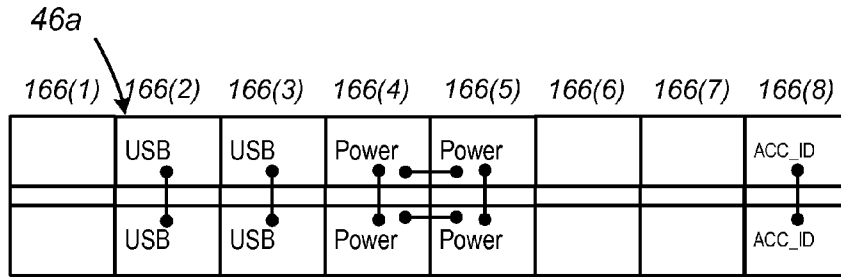 46a
166(1) 166(2) 166(3) 166(4) 166(5) 166(6) 166(7) 166(8)
USB USB Power Power ACC_ID
USB USB Power Power ACC_ID